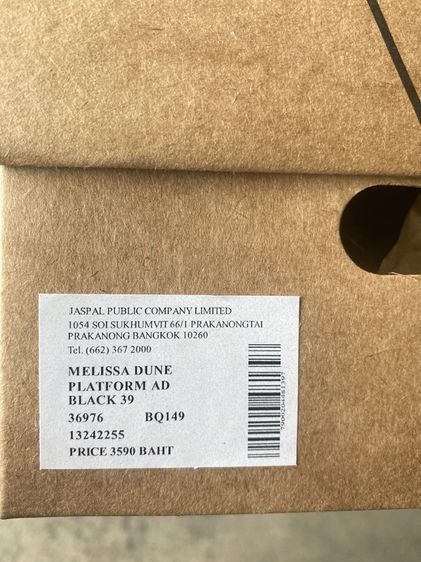 JASPAL PUBLIC COMPANY LIMITED
1054 SOI SUKHUMVIT 66/1 PRAKANONGTAI
PRAKANONG BANGKOK 10260
Tel. (662) 367 2000
MELISSA DUNE
PLATFORM AD
BLACK 39
36976 BQ149
13242255
PRICE 3590 BAHT
7906204461397